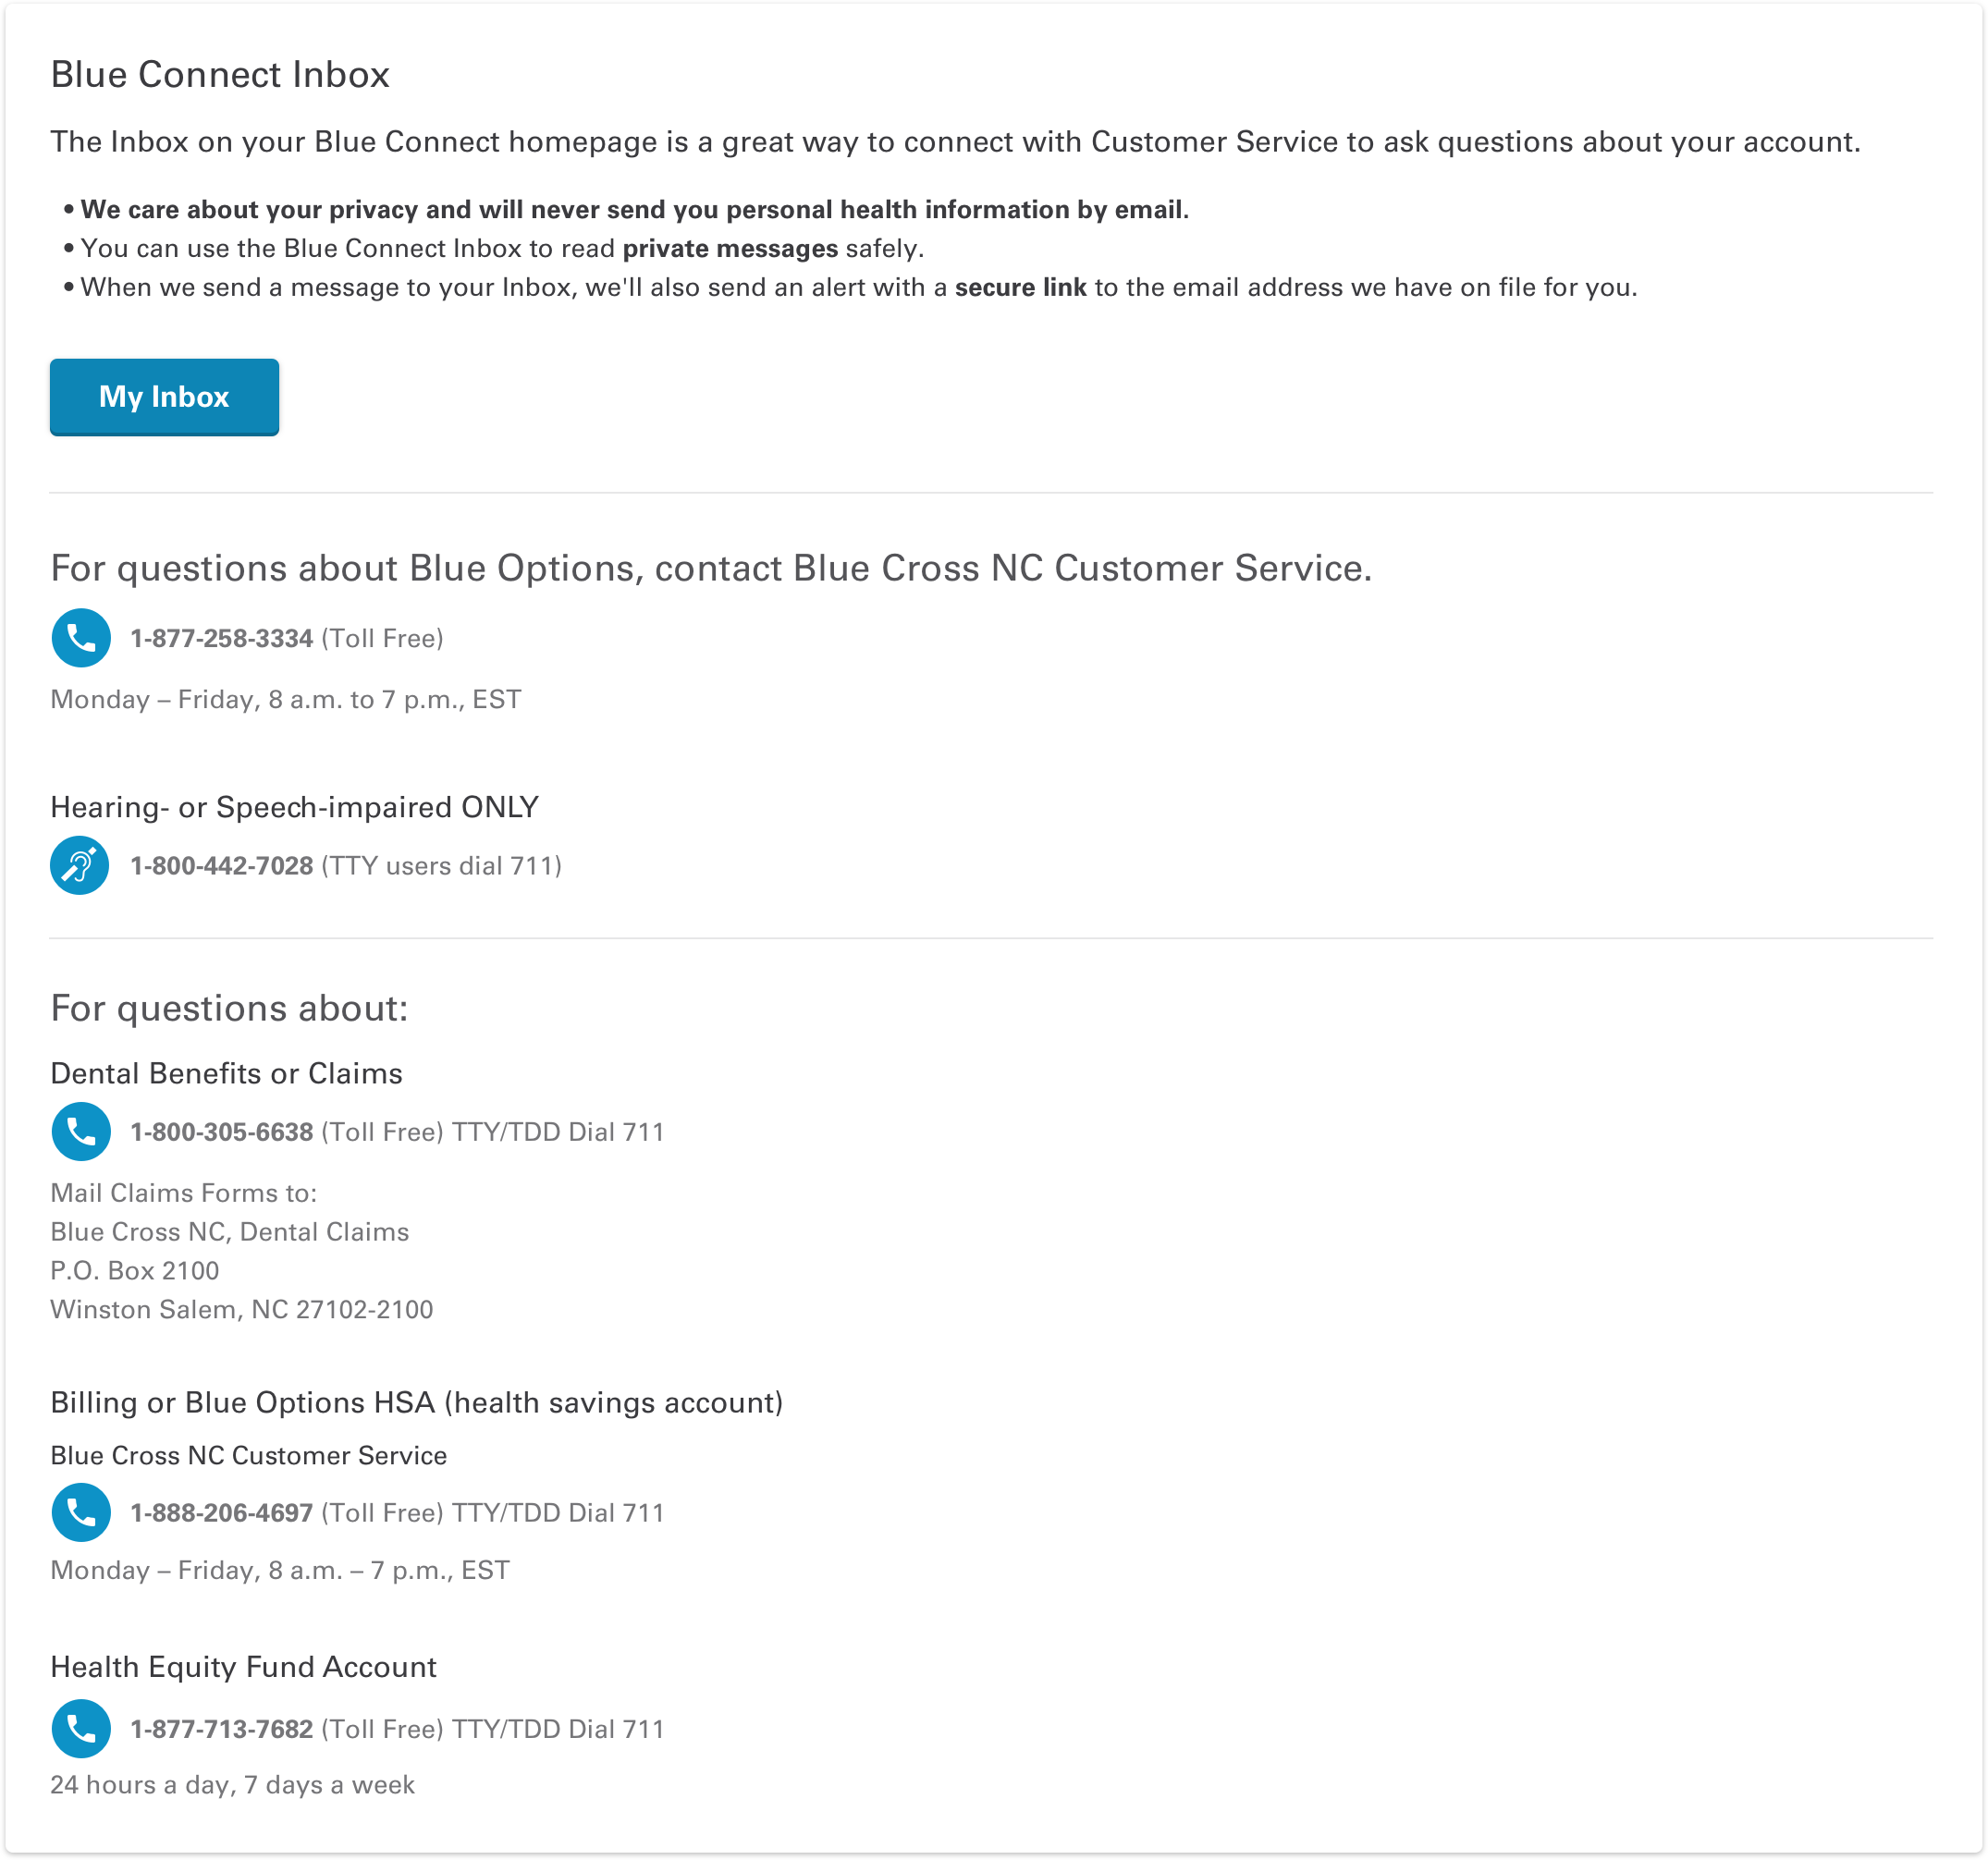 Blue Connect Inbox
The Inbox on your Blue Connect homepage is a great way to connect with Customer Service to ask questions about your account.
• We care about your privacy and will never send you personal health information by email.
• You can use the Blue Connect Inbox to read private messages safely.
• When we send a message to your Inbox, we'll also send an alert with a secure link to the email address we have on file for you.
My Inbox
For questions about Blue Options, contact Blue Cross NC Customer Service.
1-877-258-3334 (Toll Free)
Monday – Friday, 8 a.m. to 7 p.m., EST
Hearing- or Speech-impaired ONLY
1-800-442-7028 (TTY users dial 711)
For questions about:
Dental Benefits or Claims
1-800-305-6638 (Toll Free) TTY/TDD Dial 711
Mail Claims Forms to:
Blue Cross NC, Dental Claims
P.O. Box 2100
Winston Salem, NC 27102-2100
Billing or Blue Options HSA (health savings account)
Blue Cross NC Customer Service
1-888-206-4697 (Toll Free) TTY/TDD Dial 711
Monday – Friday, 8 a.m. – 7 p.m., EST
Health Equity Fund Account
1-877-713-7682 (Toll Free) TTY/TDD Dial 711
24 hours a day, 7 days a week